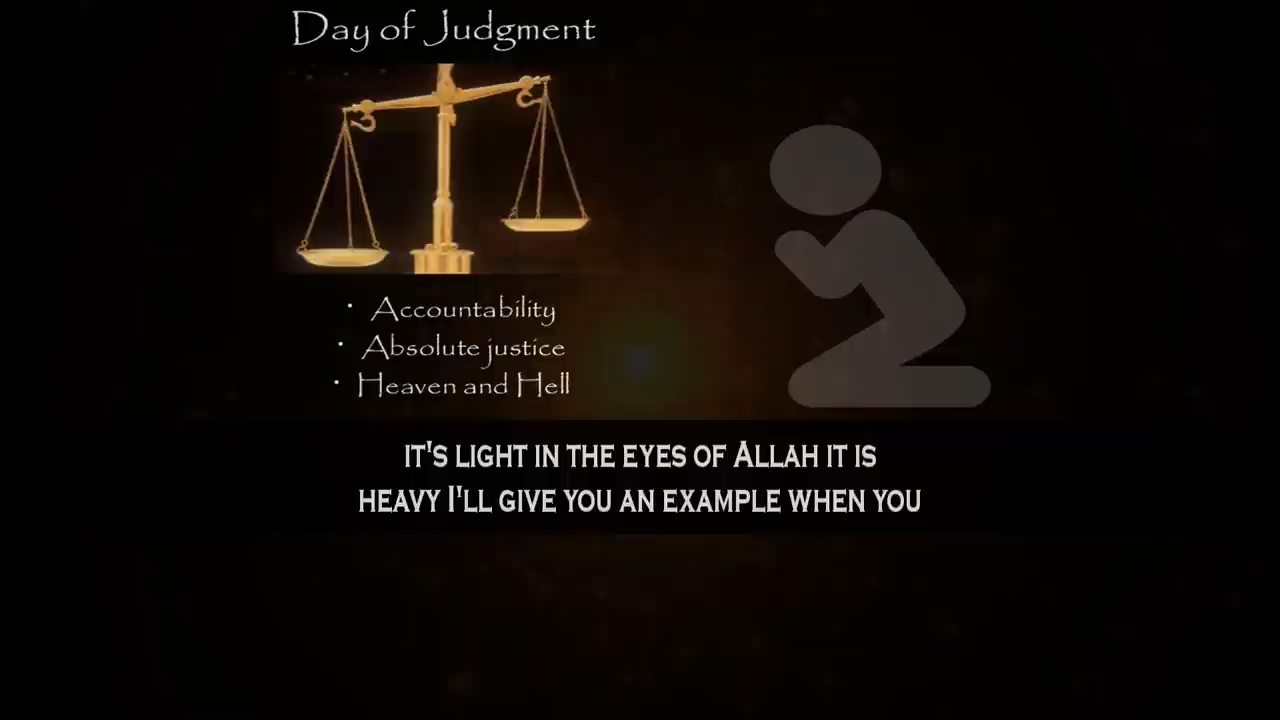 Day of Judgment
· Accountability
· Absolute justice
· Heaven and Hell
IT'S LIGHT IN THE EYES OF ALLAH IT IS
HEAVY I'LL GIVE YOU AN EXAMPLE WHEN YOU